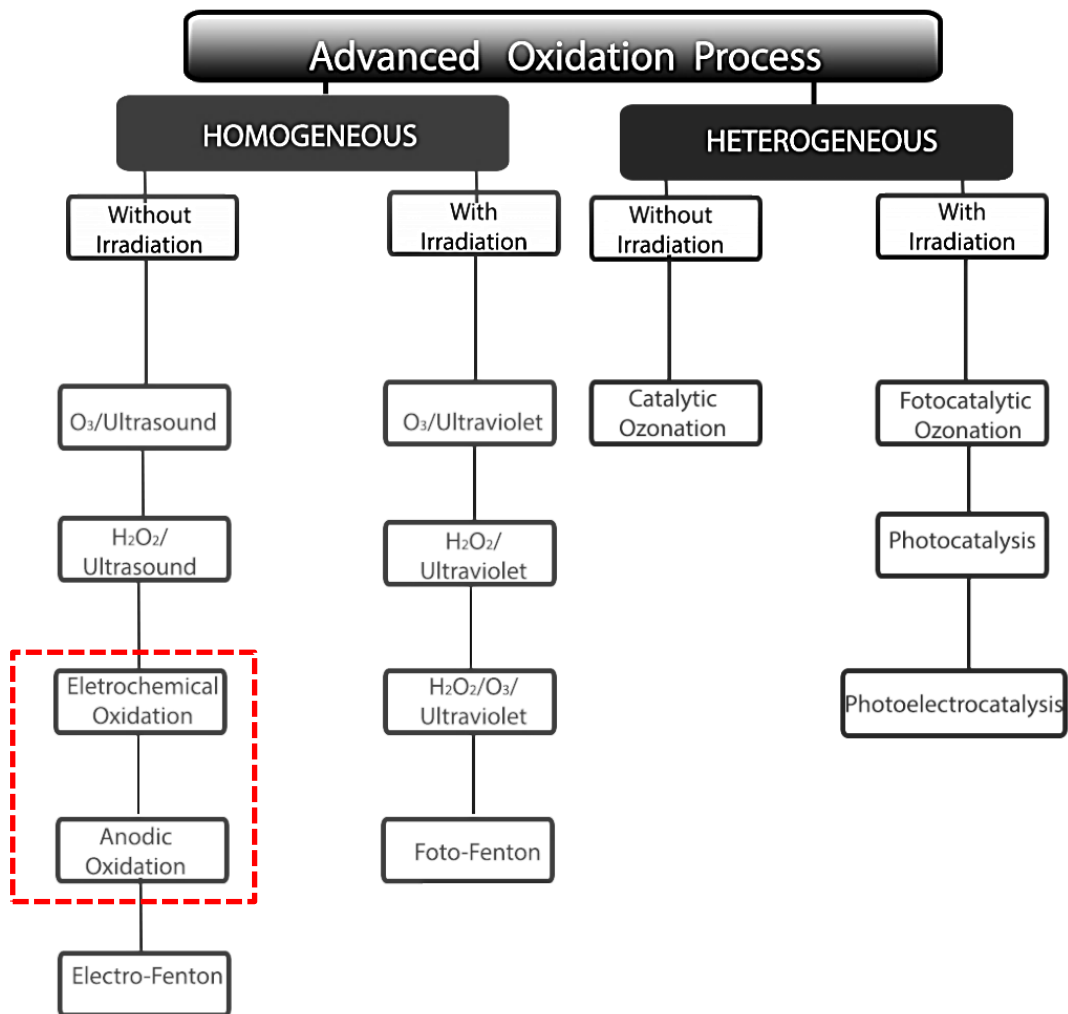 Advanced Oxidation Process
HOMOGENEOUS
HETEROGENEOUS
Without
Irradiation
With
Irradiation
Without
Irradiation
With
Irradiation
O₃/Ultrasound
O₃/Ultraviolet
Catalytic
Ozonation
Fotocatalytic
Ozonation
H₂O₂/
Ultrasound
H₂O₂/
Ultraviolet
Photocatalysis
Eletrochemical
Oxidation
H₂O₂/O₃/
Ultraviolet
Photoelectrocatalysis
Anodic
Oxidation
Foto-Fenton
Electro-Fenton